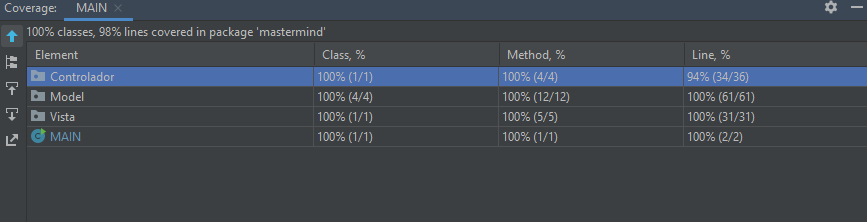 Coverage: MAIN
100% classes, 98% lines covered in package 'mastermind'
Element Class, % Method, % Line, %
Controlador 100% (1/1) 100% (4/4) 94% (34/36)
Model 100% (4/4) 100% (12/12) 100% (61/61)
Vista 100% (1/1) 100% (5/5) 100% (31/31)
MAIN 100% (1/1) 100% (1/1) 100% (2/2)